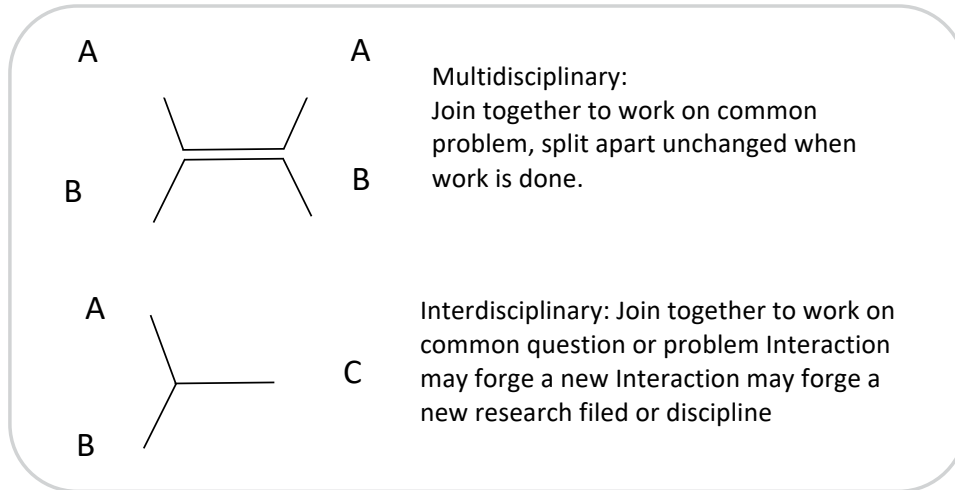 A
A
Multidisciplinary:
Join together to work on common
problem, split apart unchanged when
work is done.
B
B
A
Interdisciplinary: Join together to work on
common question or problem Interaction
may forge a new Interaction may forge a
new research filed or discipline
C
B